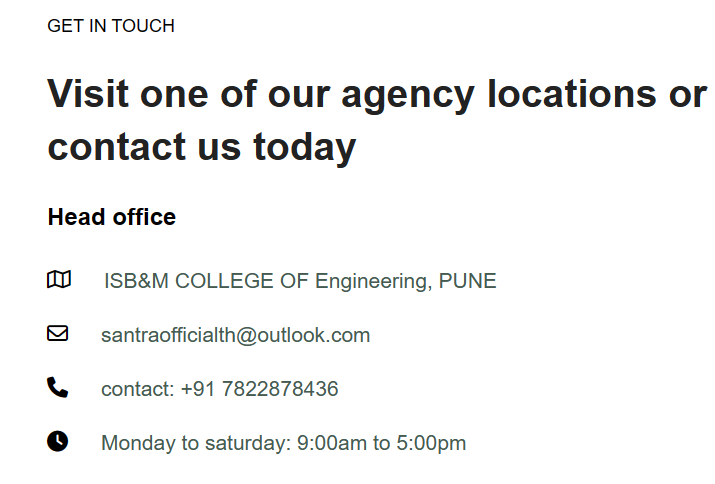 GET IN TOUCH
Visit one of our agency locations or
contact us today
Head office
ISB&M COLLEGE OF Engineering, PUNE
santraofficialth@outlook.com
contact: +91 7822878436
Monday to saturday: 9:00am to 5:00pm